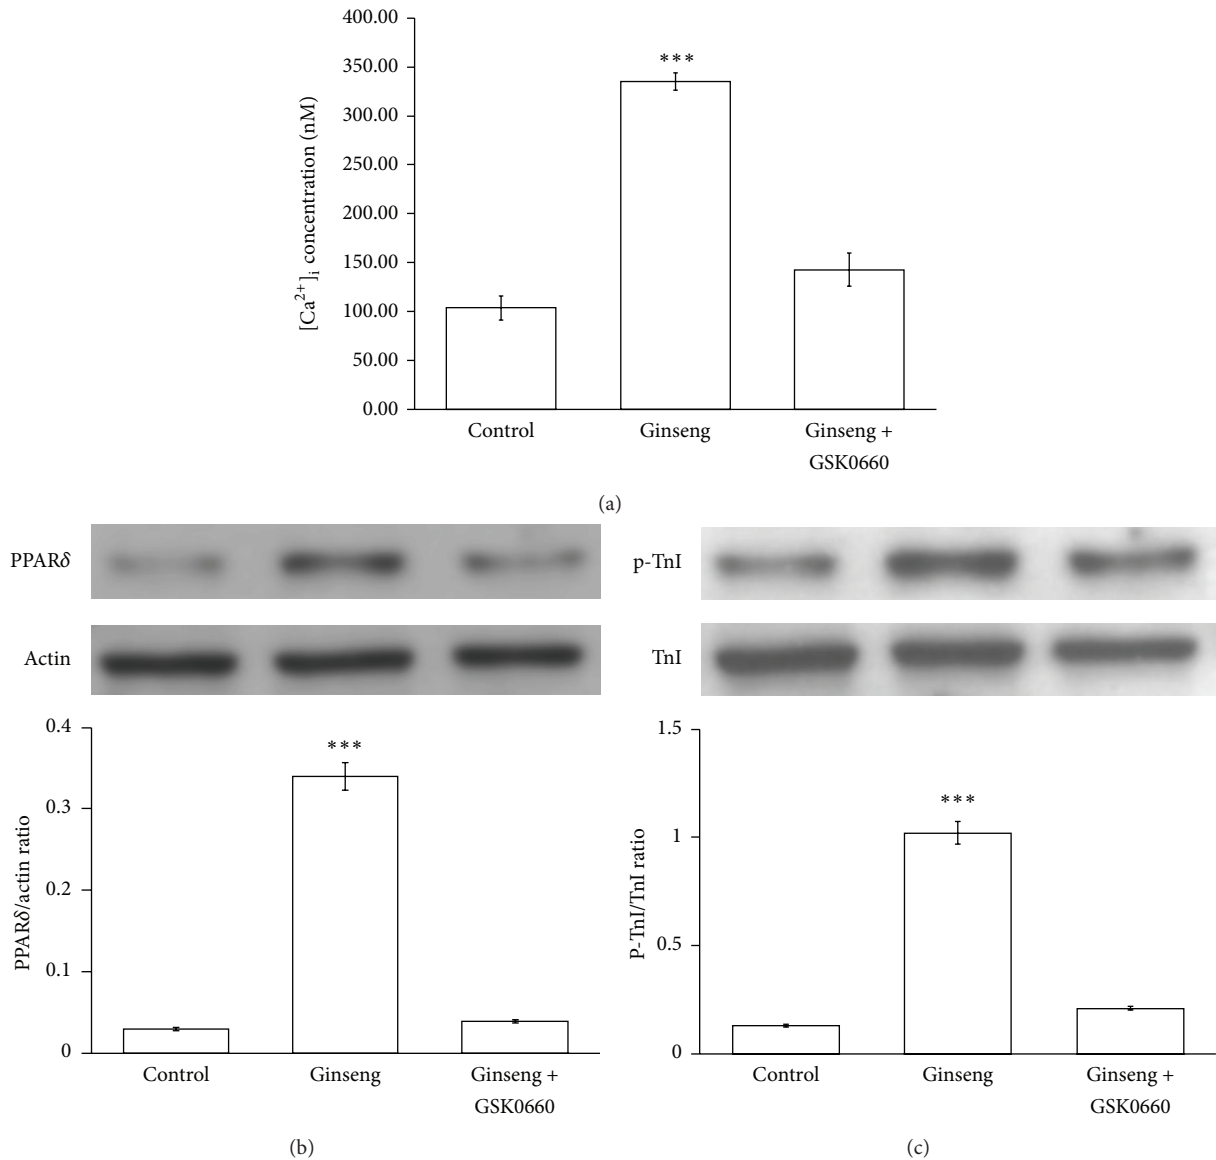 400.00
350.00
300.00
250.00
200.00
150.00
100.00
50.00
0.00
[Ca²⁺]ᵢ concentration (nM)
***
Control
Ginseng
Ginseng +
GSK0660
(a)
PPARδ
Actin
0.4
0.3
0.2
0.1
0
PPARδ/actin ratio
***
Control
Ginseng
Ginseng +
GSK0660
(b)
p-TnI
TnI
1.5
1
0.5
0
P-TnI/TnI ratio
***
Control
Ginseng
Ginseng +
GSK0660
(c)